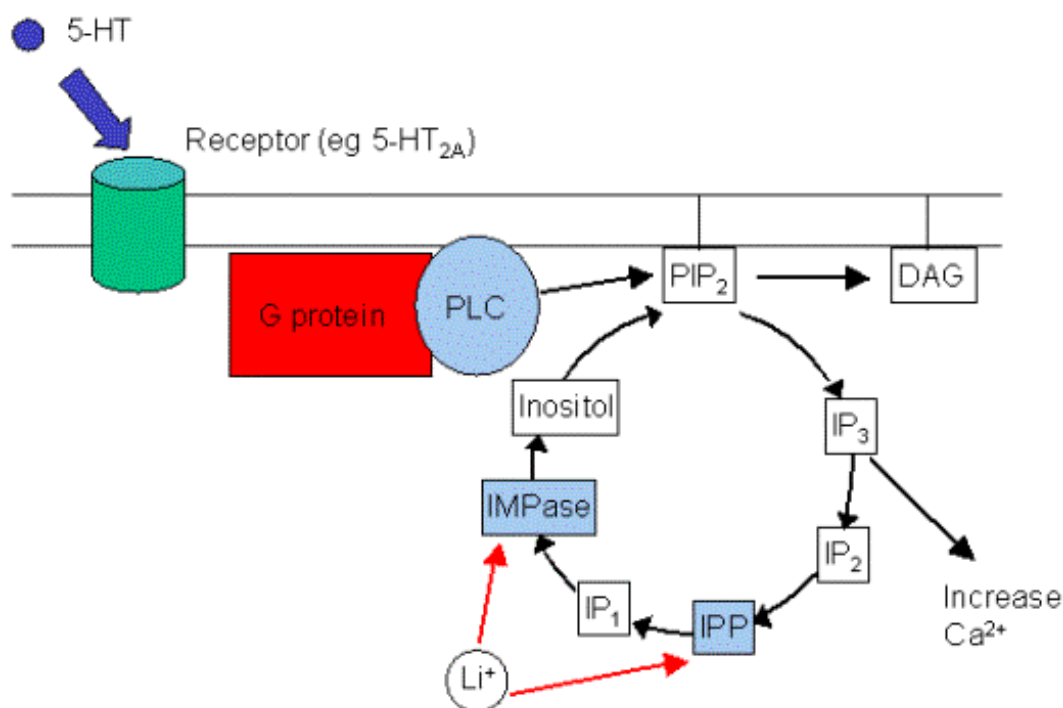 5-HT
Receptor (eg 5-HT₂A)
G protein
PLC
PIP₂
DAG
Inositol
IP₃
IMPase
IP₂
IP₁
IPP
Increase
Ca²⁺
Li⁺